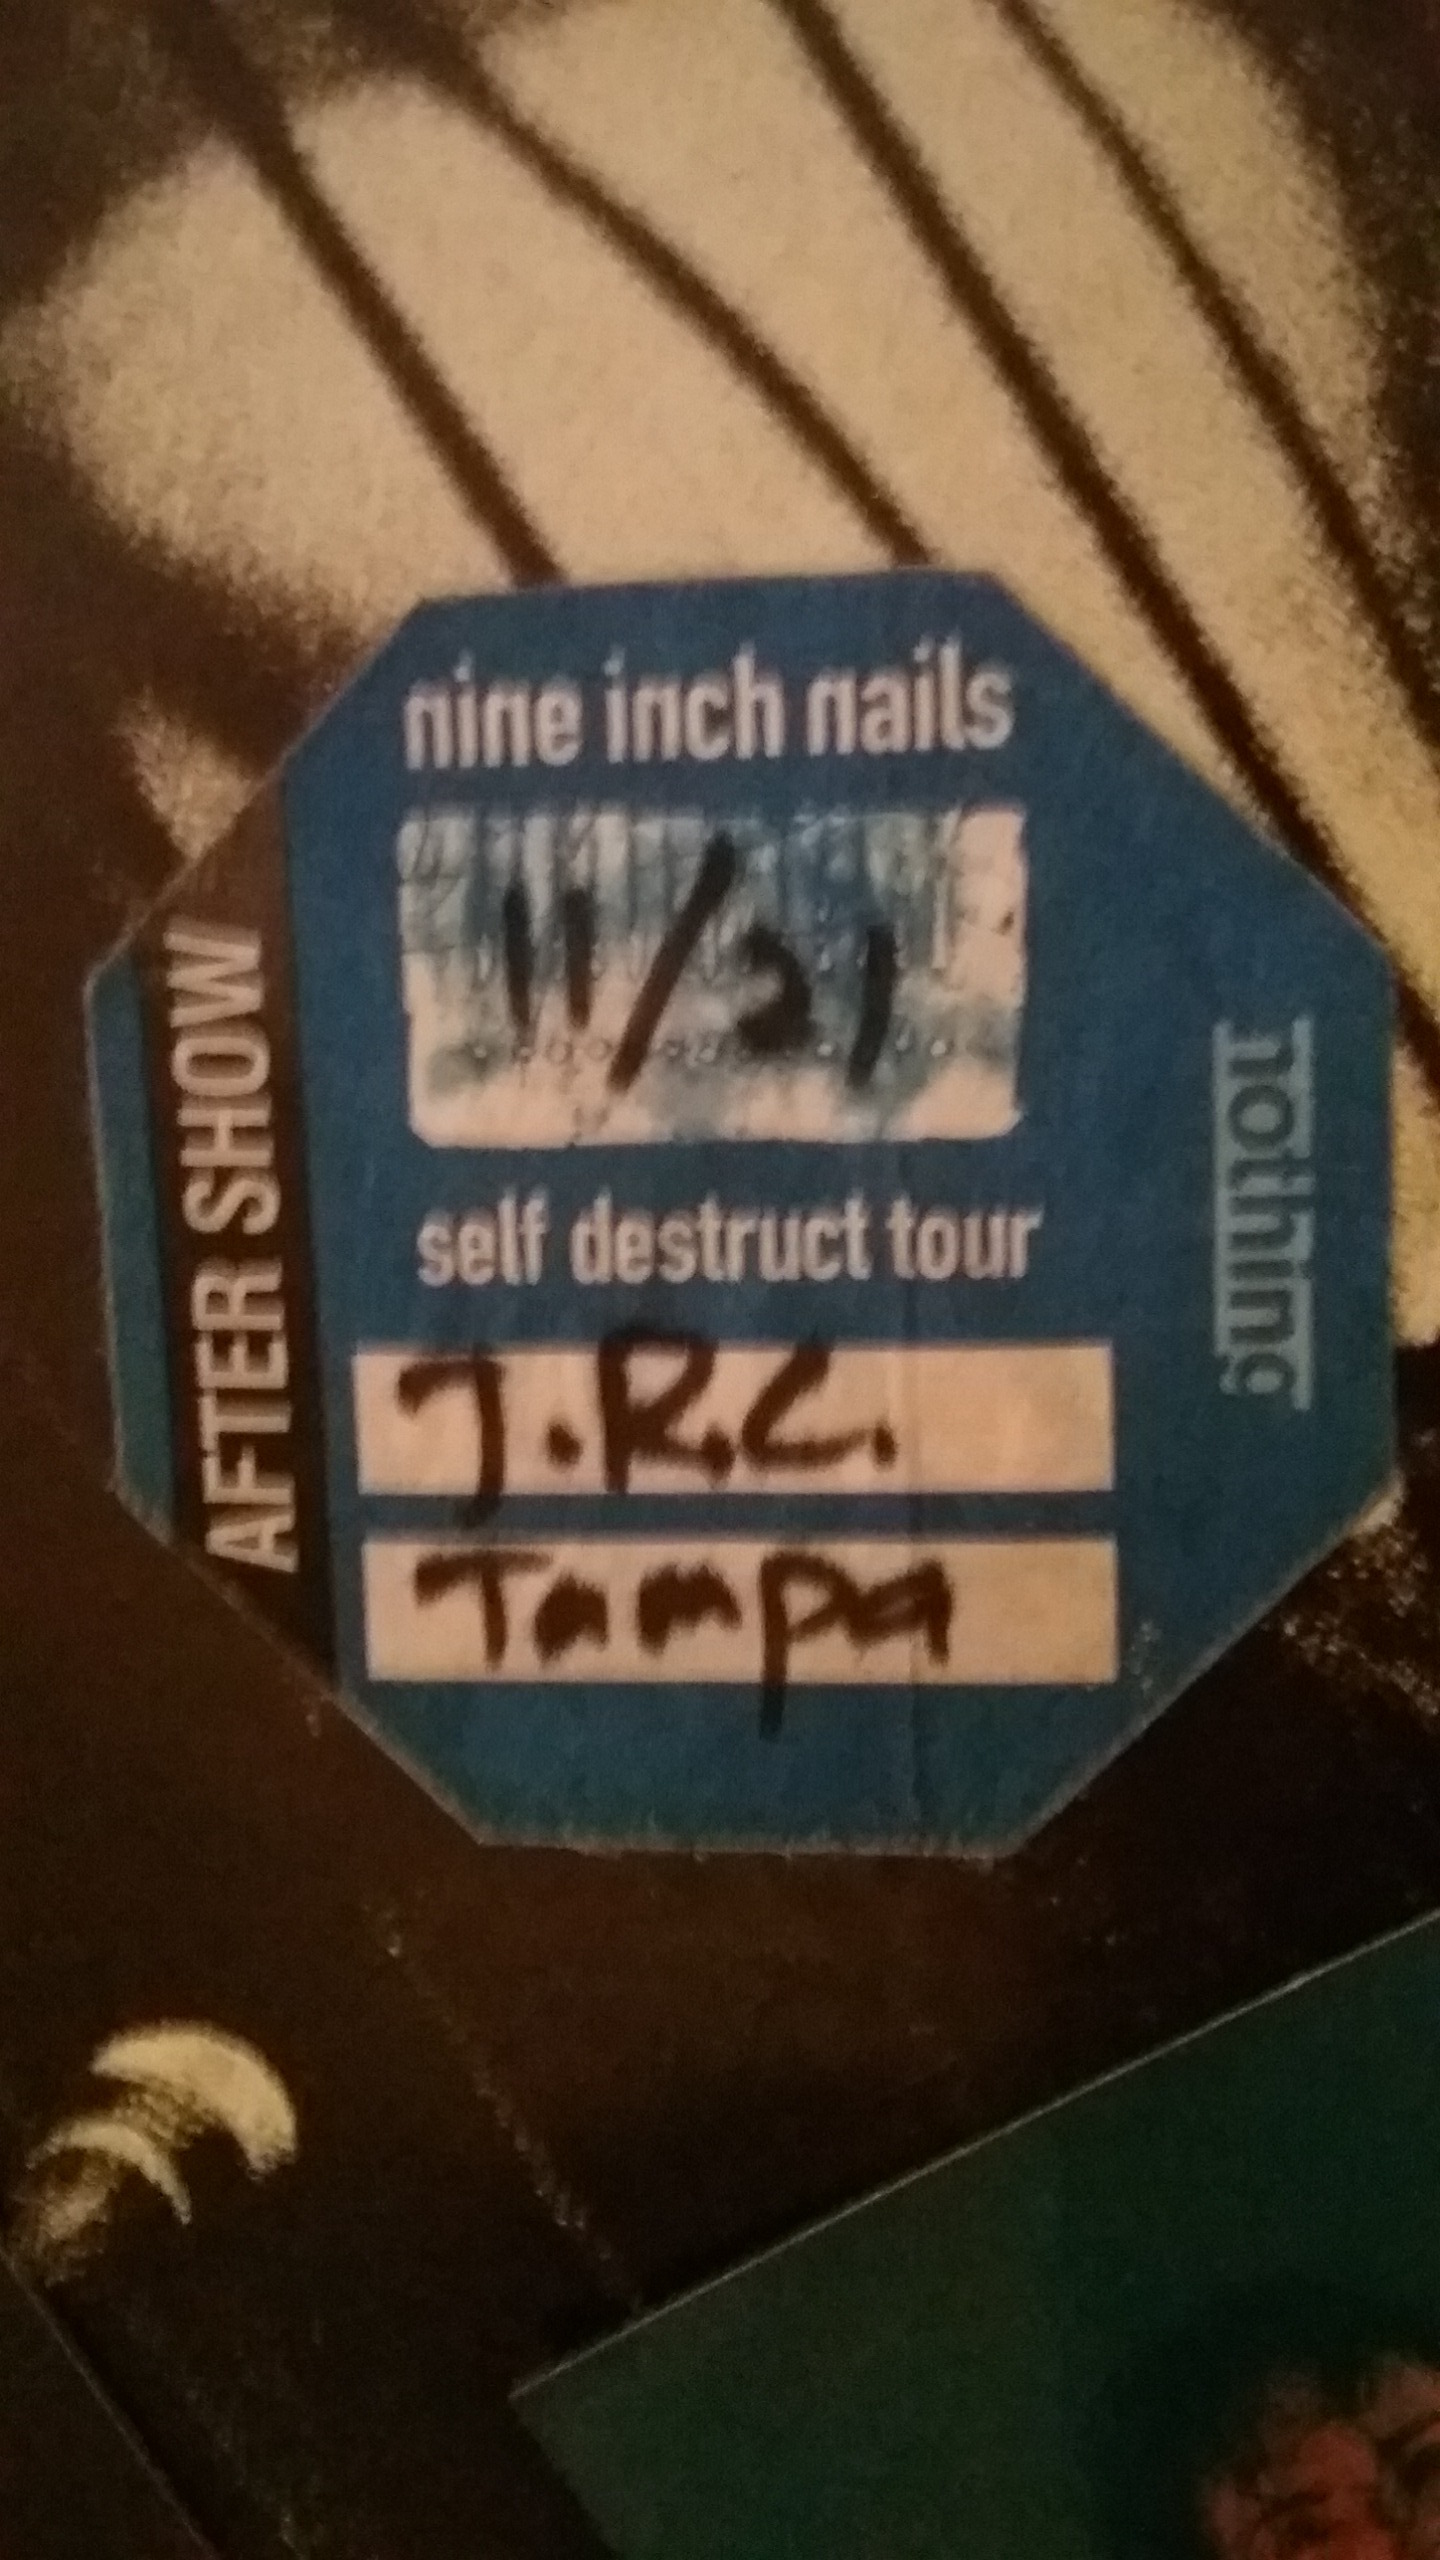 nine inch nails
11/21
self destruct tour
J.R.C.
Tampa
AFTER SHOW
nothing